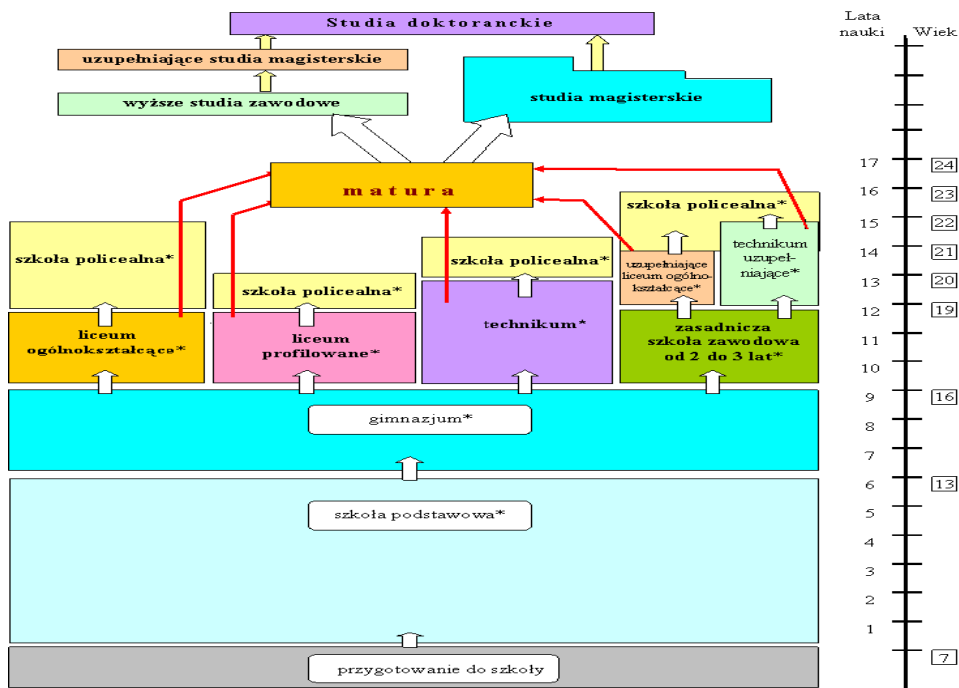 Studia doktoranckie
Lata
nauki
Wiek
uzupełniające studia magisterskie
wyższe studia zawodowe
studia magisterskie
matura
17
24
16
23
szkoła policealna*
15
22
szkoła policealna*
szkoła policealna*
szkoła policealna*
uzupełniające
liceum ogólno-
kształcące*
technikum
uzupeł-
niające*
14
21
13
20
12
19
liceum
ogólnokształcące*
liceum
profilowane*
technikum*
zasadnicza
szkoła zawodowa
od 2 do 3 lat*
11
10
9
16
gimnazjum*
8
7
6
13
szkoła podstawowa*
5
4
3
2
1
przygotowanie do szkoły
7